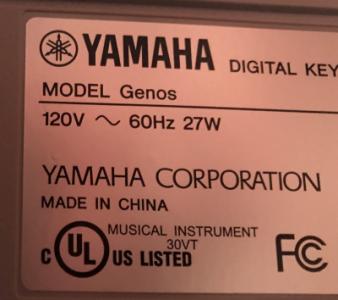 YAMAHA DIGITAL KEY
MODEL Genos
120V ~ 60Hz 27W
YAMAHA CORPORATION
MADE IN CHINA
C UL US LISTED
MUSICAL INSTRUMENT
30VT
FC